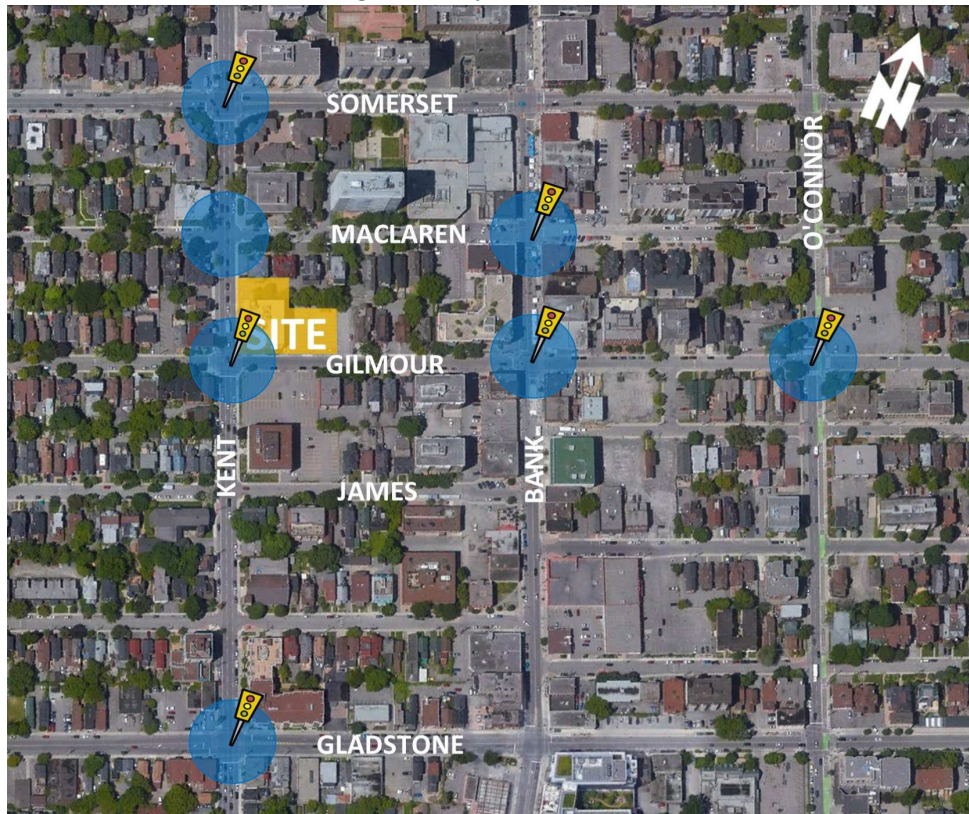 SOMERSET
O'CONNOR
MACLAREN
SITE
GILMOUR
KENT
BANK
JAMES
GLADSTONE
N